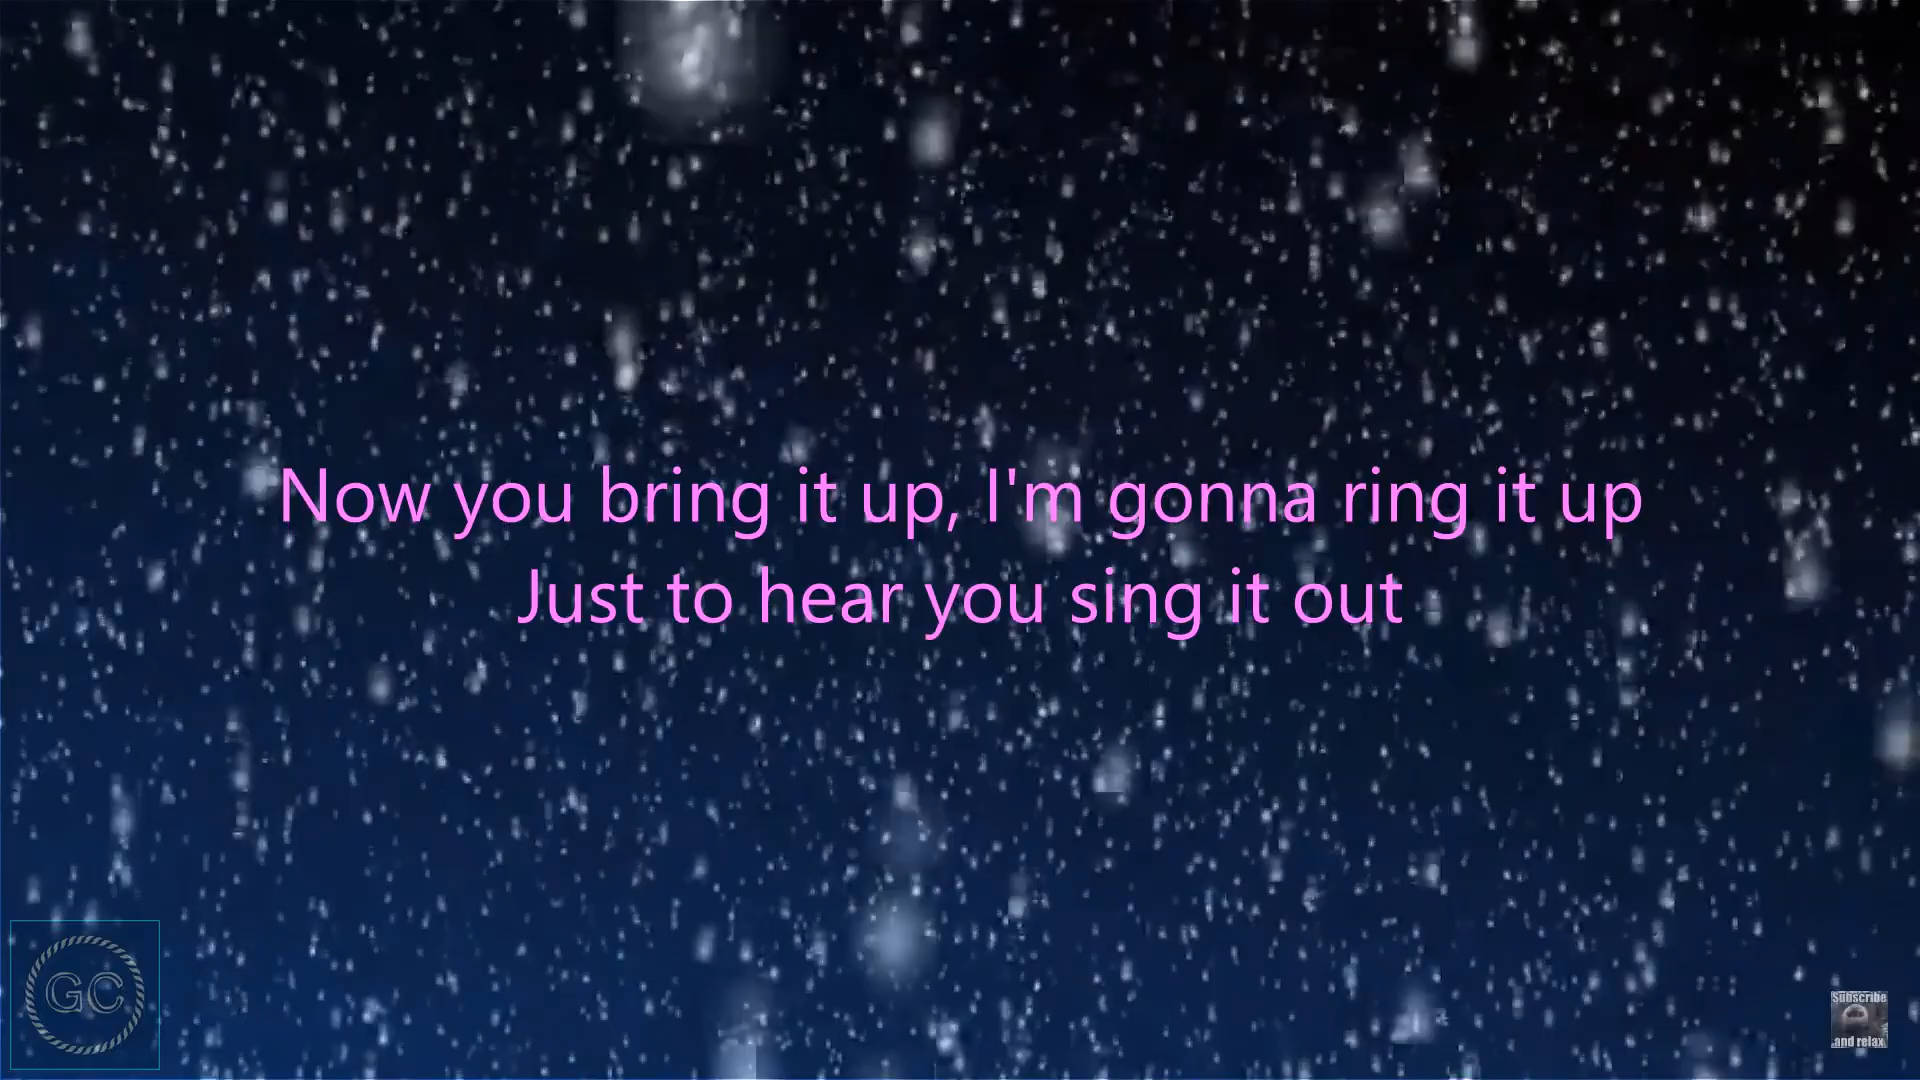 Now you bring it up, I'm gonna ring it up
Just to hear you sing it out
GC
Subscribe
and relax